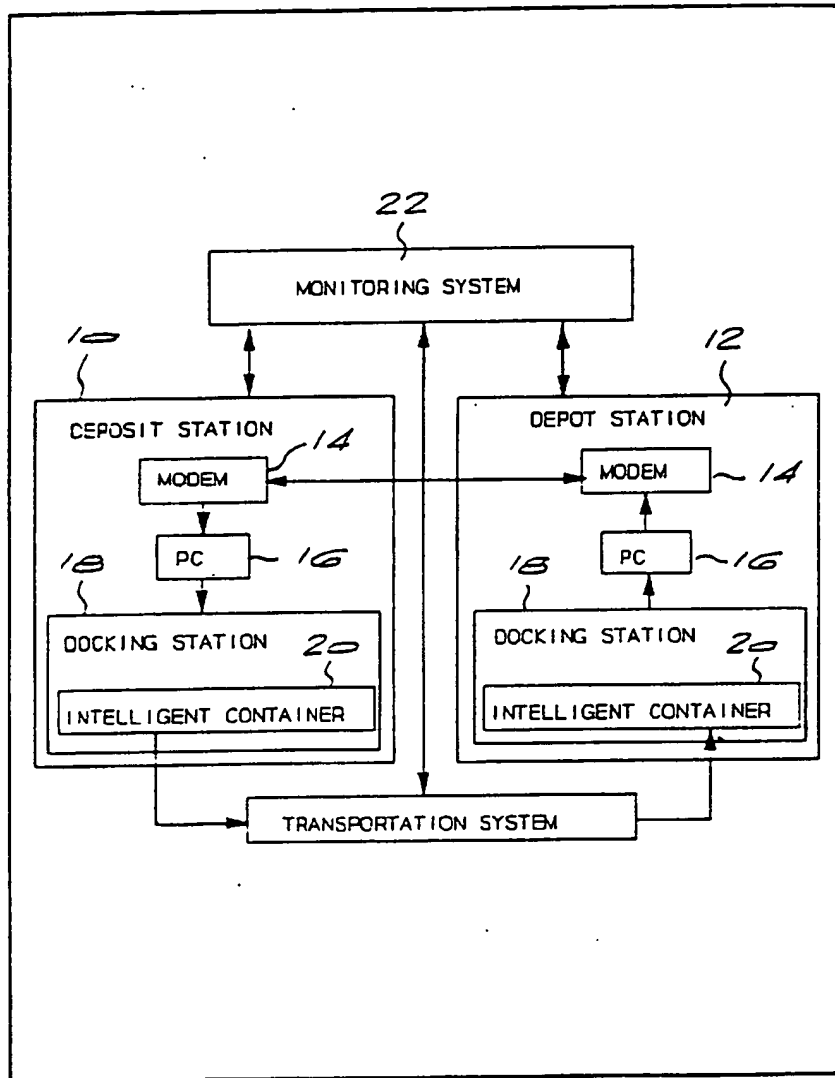 22
MONITORING SYSTEM
10
12
DEPOSIT STATION
DEPOT STATION
MODEM
14
MODEM
14
PC
16
PC
16
18
18
DOCKING STATION
DOCKING STATION
20
20
INTELLIGENT CONTAINER
INTELLIGENT CONTAINER
TRANSPORTATION SYSTEM